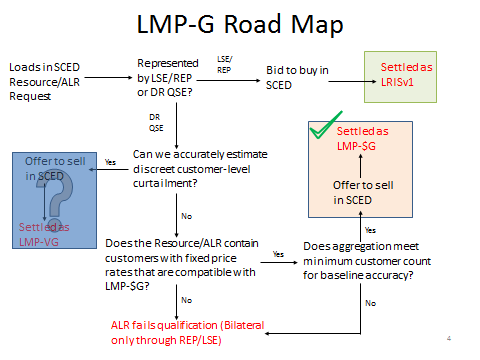 LMP-G Road Map
Loads in SCED
Resource/ALR
Request
Represented
by LSE/REP
or DR QSE?
LSE/
REP
Bid to buy in
SCED
Settled as
LRISv1
DR
QSE
Can we accurately estimate
discreet customer-level
curtailment?
Yes
Offer to sell
in SCED
?
Settled as
LMP-VG
Settled as
LMP-$G
Offer to sell
in SCED
No
Does the Resource/ALR contain
customers with fixed price
rates that are compatible with
LMP-$G?
Yes
Does aggregation meet
minimum customer count
for baseline accuracy?
Yes
No
No
ALR fails qualification (Bilateral
only through REP/LSE)
4